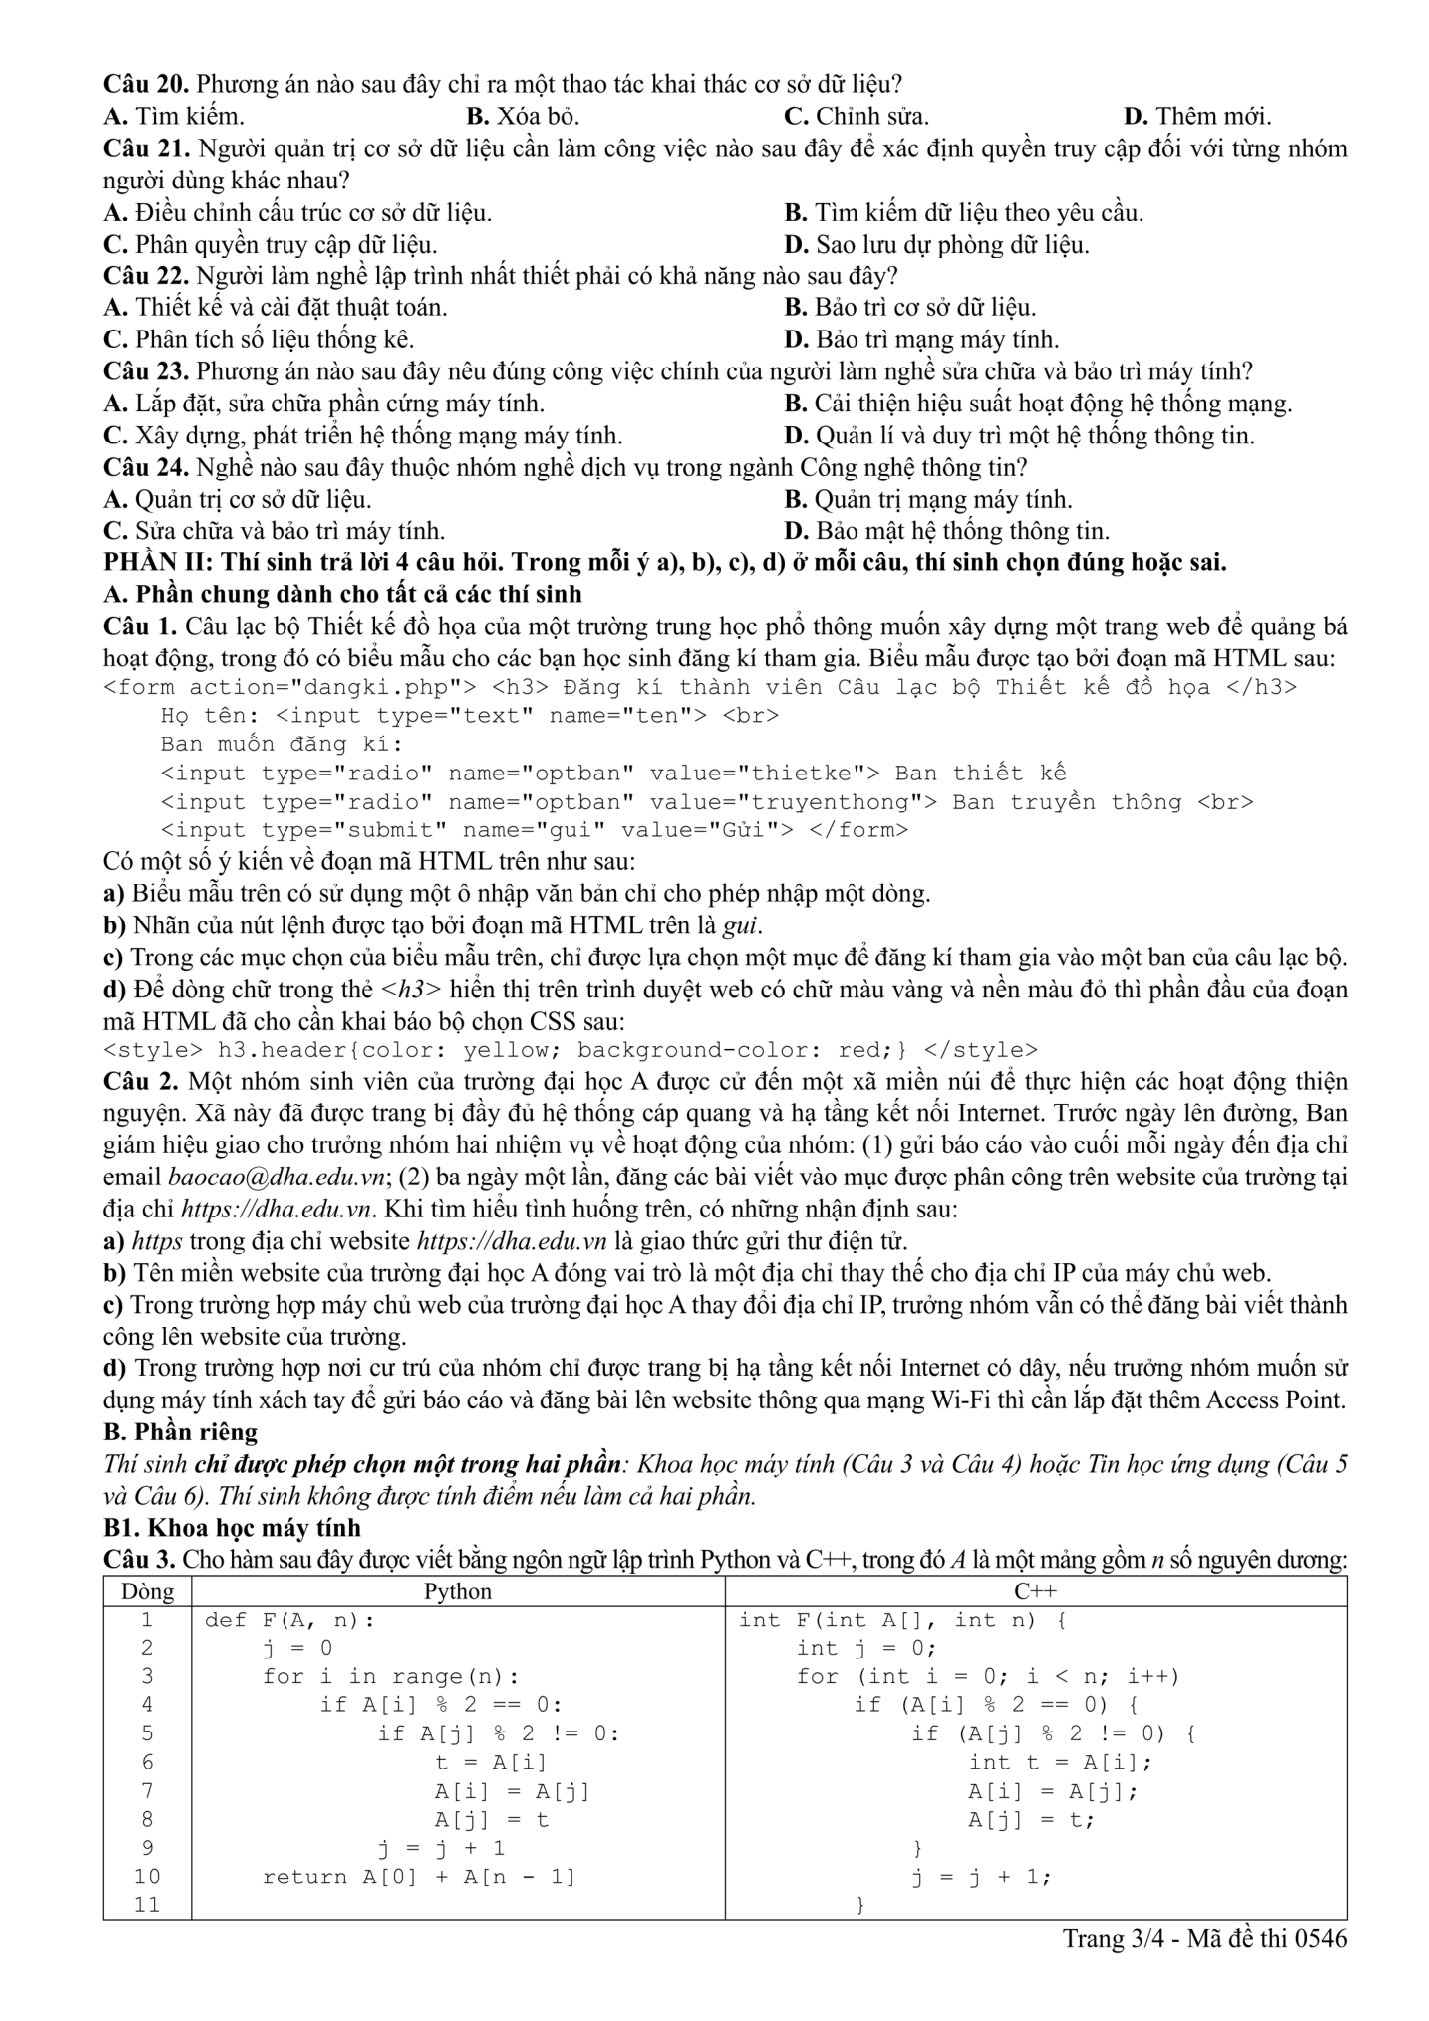 Câu 20. Phương án nào sau đây chỉ ra một thao tác khai thác cơ sở dữ liệu?
A. Tìm kiếm. B. Xóa bỏ. C. Chỉnh sửa. D. Thêm mới.
Câu 21. Người quản trị cơ sở dữ liệu cần làm công việc nào sau đây để xác định quyền truy cập đối với từng nhóm
người dùng khác nhau?
A. Điều chỉnh cấu trúc cơ sở dữ liệu. B. Tìm kiếm dữ liệu theo yêu cầu.
C. Phân quyền truy cập dữ liệu. D. Sao lưu dự phòng dữ liệu.
Câu 22. Người làm nghề lập trình nhất thiết phải có khả năng nào sau đây?
A. Thiết kế và cài đặt thuật toán. B. Bảo trì cơ sở dữ liệu.
C. Phân tích số liệu thống kê. D. Bảo trì mạng máy tính.
Câu 23. Phương án nào sau đây nêu đúng công việc chính của người làm nghề sửa chữa và bảo trì máy tính?
A. Lắp đặt, sửa chữa phần cứng máy tính. B. Cải thiện hiệu suất hoạt động hệ thống mạng.
C. Xây dựng, phát triển hệ thống mạng máy tính. D. Quản lí và duy trì một hệ thống thông tin.
Câu 24. Nghề nào sau đây thuộc nhóm nghề dịch vụ trong ngành Công nghệ thông tin?
A. Quản trị cơ sở dữ liệu. B. Quản trị mạng máy tính.
C. Sửa chữa và bảo trì máy tính. D. Bảo mật hệ thống thông tin.
PHẦN II: Thí sinh trả lời 4 câu hỏi. Trong mỗi ý a), b), c), d) ở mỗi câu, thí sinh chọn đúng hoặc sai.
A. Phần chung dành cho tất cả các thí sinh
Câu 1. Câu lạc bộ Thiết kế đồ họa của một trường trung học phổ thông muốn xây dựng một trang web để quảng bá
hoạt động, trong đó có biểu mẫu cho các bạn học sinh đăng kí tham gia. Biểu mẫu được tạo bởi đoạn mã HTML sau:
<form action="dangki.php"> <h3> Đăng kí thành viên Câu lạc bộ Thiết kế đồ họa </h3>
Họ tên: <input type="text" name="ten"> <br>
Ban muốn đăng kí:
<input type="radio" name="optban" value="thietke"> Ban thiết kế
<input type="radio" name="optban" value="truyenthong"> Ban truyền thông <br>
<input type="submit" name="gui" value="Gửi"> </form>
Có một số ý kiến về đoạn mã HTML trên như sau:
a) Biểu mẫu trên có sử dụng một ô nhập văn bản chỉ cho phép nhập một dòng.
b) Nhãn của nút lệnh được tạo bởi đoạn mã HTML trên là gui.
c) Trong các mục chọn của biểu mẫu trên, chỉ được lựa chọn một mục để đăng kí tham gia vào một ban của câu lạc bộ.
d) Để dòng chữ trong thẻ <h3> hiển thị trên trình duyệt web có chữ màu vàng và nền màu đỏ thì phần đầu của đoạn
mã HTML đã cho cần khai báo bộ chọn CSS sau:
<style> h3.header{color: yellow; background-color: red;} </style>
Câu 2. Một nhóm sinh viên của trường đại học A được cử đến một xã miền núi để thực hiện các hoạt động thiện
nguyện. Xã này đã được trang bị đầy đủ hệ thống cáp quang và hạ tầng kết nối Internet. Trước ngày lên đường, Ban
giám hiệu giao cho trưởng nhóm hai nhiệm vụ về hoạt động của nhóm: (1) gửi báo cáo vào cuối mỗi ngày đến địa chỉ
email baocao@dha.edu.vn; (2) ba ngày một lần, đăng các bài viết vào mục được phân công trên website của trường tại
địa chỉ https://dha.edu.vn. Khi tìm hiểu tình huống trên, có những nhận định sau:
a) https trong địa chỉ website https://dha.edu.vn là giao thức gửi thư điện tử.
b) Tên miền website của trường đại học A đóng vai trò là một địa chỉ thay thế cho địa chỉ IP của máy chủ web.
c) Trong trường hợp máy chủ web của trường đại học A thay đổi địa chỉ IP, trưởng nhóm vẫn có thể đăng bài viết thành
công lên website của trường.
d) Trong trường hợp nơi cư trú của nhóm chỉ được trang bị hạ tầng kết nối Internet có dây, nếu trưởng nhóm muốn sử
dụng máy tính xách tay để gửi báo cáo và đăng bài lên website thông qua mạng Wi-Fi thì cần lắp đặt thêm Access Point.
B. Phần riêng
Thí sinh chỉ được phép chọn một trong hai phần: Khoa học máy tính (Câu 3 và Câu 4) hoặc Tin học ứng dụng (Câu 5
và Câu 6). Thí sinh không được tính điểm nếu làm cả hai phần.
B1. Khoa học máy tính
Câu 3. Cho hàm sau đây được viết bằng ngôn ngữ lập trình Python và C++, trong đó A là một mảng gồm n số nguyên dương:
Dòng Python C++
1 def F(A, n): int F(int A[], int n) {
2 j = 0 int j = 0;
3 for i in range(n): for (int i = 0; i < n; i++)
4 if A[i] % 2 == 0: if (A[i] % 2 == 0) {
5 if A[j] % 2 != 0: if (A[j] % 2 != 0) {
6 t = A[i] int t = A[i];
7 A[i] = A[j] A[i] = A[j];
8 A[j] = t A[j] = t;
9 j = j + 1 }
10 return A[0] + A[n - 1] j = j + 1;
11 }
Trang 3/4 - Mã đề thi 0546